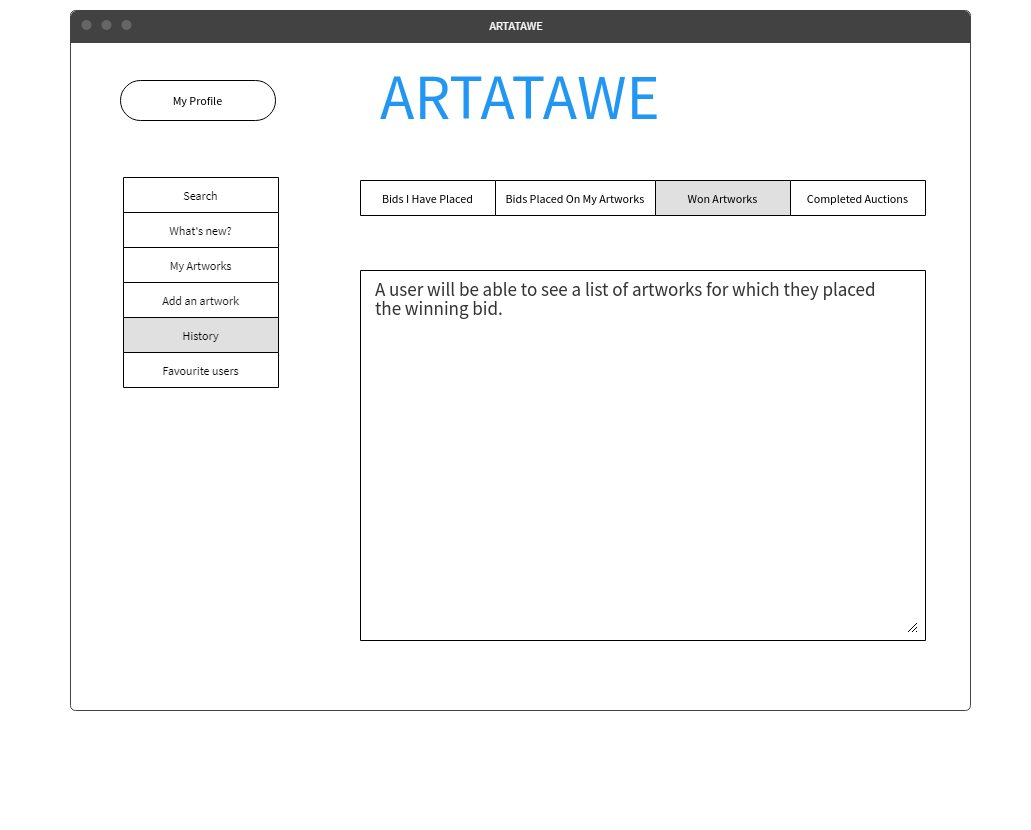 ARTATAWE
My Profile
ARTATAWE
Search
What's new?
My Artworks
Add an artwork
History
Favourite users
Bids I Have Placed
Bids Placed On My Artworks
Won Artworks
Completed Auctions
A user will be able to see a list of artworks for which they placed
the winning bid.